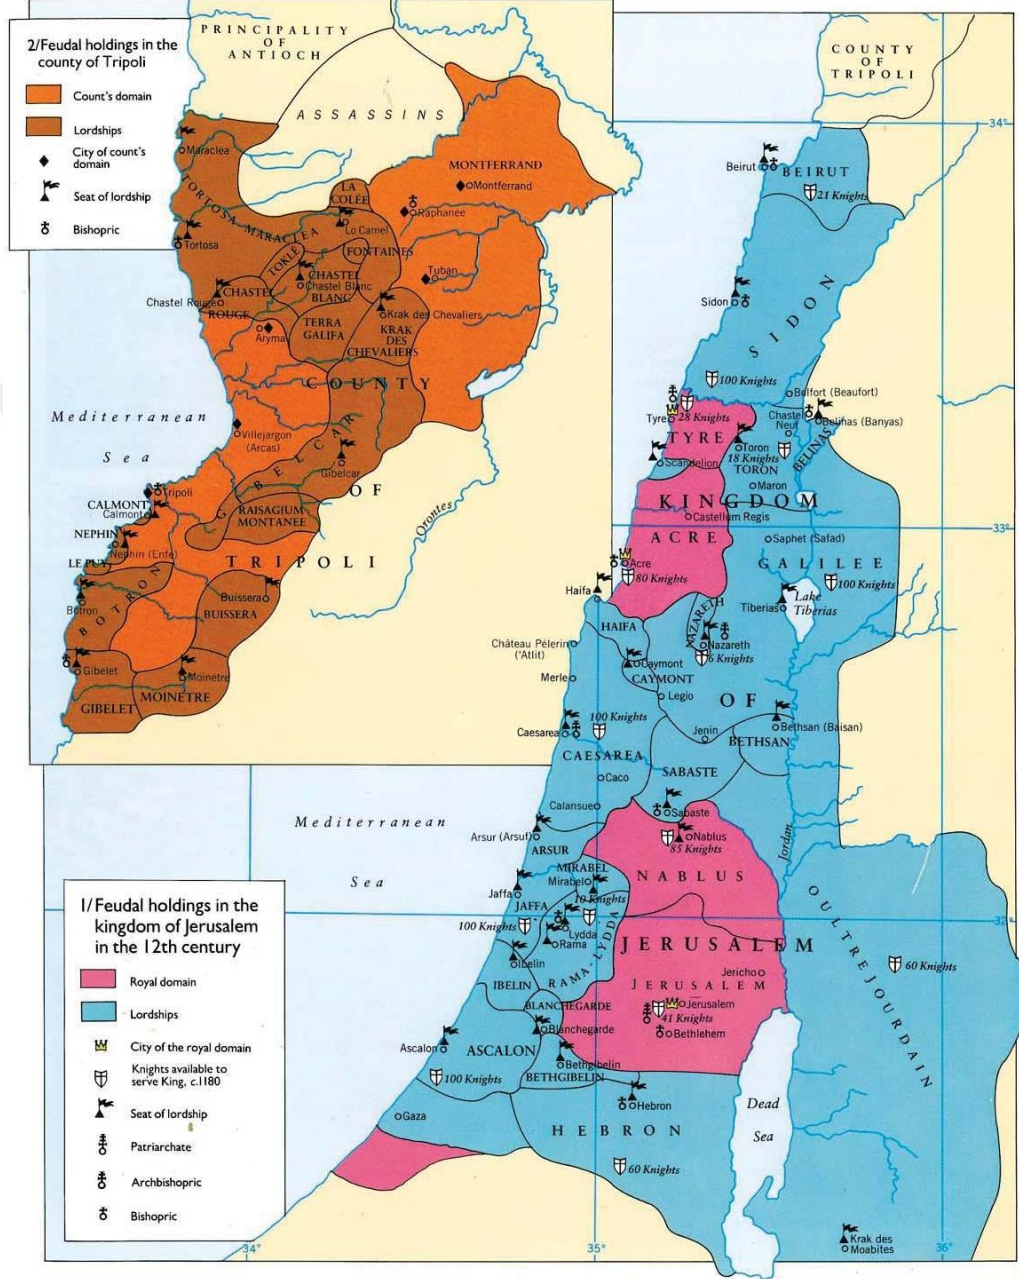 2/Feudal holdings in the
county of Tripoli
Count's domain
Lordships
City of count's
domain
Seat of lordship
Bishopric
PRINCIPALITY
OF
ANTIOCH
ASSASSINS
Maraclea
TORTOSA-MARACLEA
Tortosa
LA
COLÉE
Lo Camel
MONTFERRAND
Montferrand
Raphanee
FONTAINES
TOKLE
CHASTEL
Chastel Blanc
BLANC
Tuban
Chastel Rouge
CHASTEL
ROUGE
Aryma
TERRA
GALIFA
Krak des Chevaliers
KRAK
DES
CHEVALIERS
COUNTY
Mediterranean
Sea
Villejargon
(Arcas)
GBELCAR
Gibelcar
OF
Tripoli
CALMONT
Calmont
RAISAGIUM
MONTANEE
NEPHIN
Nephin (Enfe)
LE PUY
TRIPOLI
Orontes
Botron
BOTRON
Buissera
BUISSERA
Gibelet
GIBELET
Moinetre
MOINETRE
COUNTY
OF
TRIPOLI
34°
Beirut
BEIRUT
21 Knights
Sidon
SIDON
100 Knights
Belfort (Beaufort)
Tyre
28 Knights
TYRE
Chastel
Neuf
Belinas (Banyas)
BELINAS
Toron
18 Knights
TORON
Scandelion
Maron
KINGDOM
Castellum Regis
33°
ACRE
Saphet (Safad)
GALILEE
Acre
80 Knights
100 Knights
Haifa
Lake
Tiberias
Tiberias
HAIFA
NAZARETH
Nazareth
6 Knights
Château Pélerin
('Atlit)
Caymont
CAYMONT
Merle
Legio
OF
100 Knights
Caesarea
Bethsan (Baisan)
Jenin
BETHSAN
CAESAREA
Caco
SABASTE
Calansue
Sabaste
Mediterranean
Sea
Arsur (Arsuf)
ARSUR
Nablus
85 Knights
Jordan
MIRABEL
Mirabel
NABLUS
10 Knights
Jaffa
JAFFA
100 Knights
32°
Lydda
Rama
RAMA-LYDDA
JERUSALEM
OULTREJOURDAIN
60 Knights
Ibelin
IBELIN
Jericho
JERUSALEM
BLANCHEGARDE
Jerusalem
41 Knights
Blanchegarde
Bethlehem
Ascalon
ASCALON
Bethgibelin
BETHGIBELIN
100 Knights
Hebron
Gaza
HEBRON
Dead
Sea
60 Knights
Krak des
Moabites
34°
35°
36°
1/Feudal holdings in the
kingdom of Jerusalem
in the 12th century
Royal domain
Lordships
City of the royal domain
Knights available to
serve King, c.1180
Seat of lordship
Patriarchate
Archbishopric
Bishopric